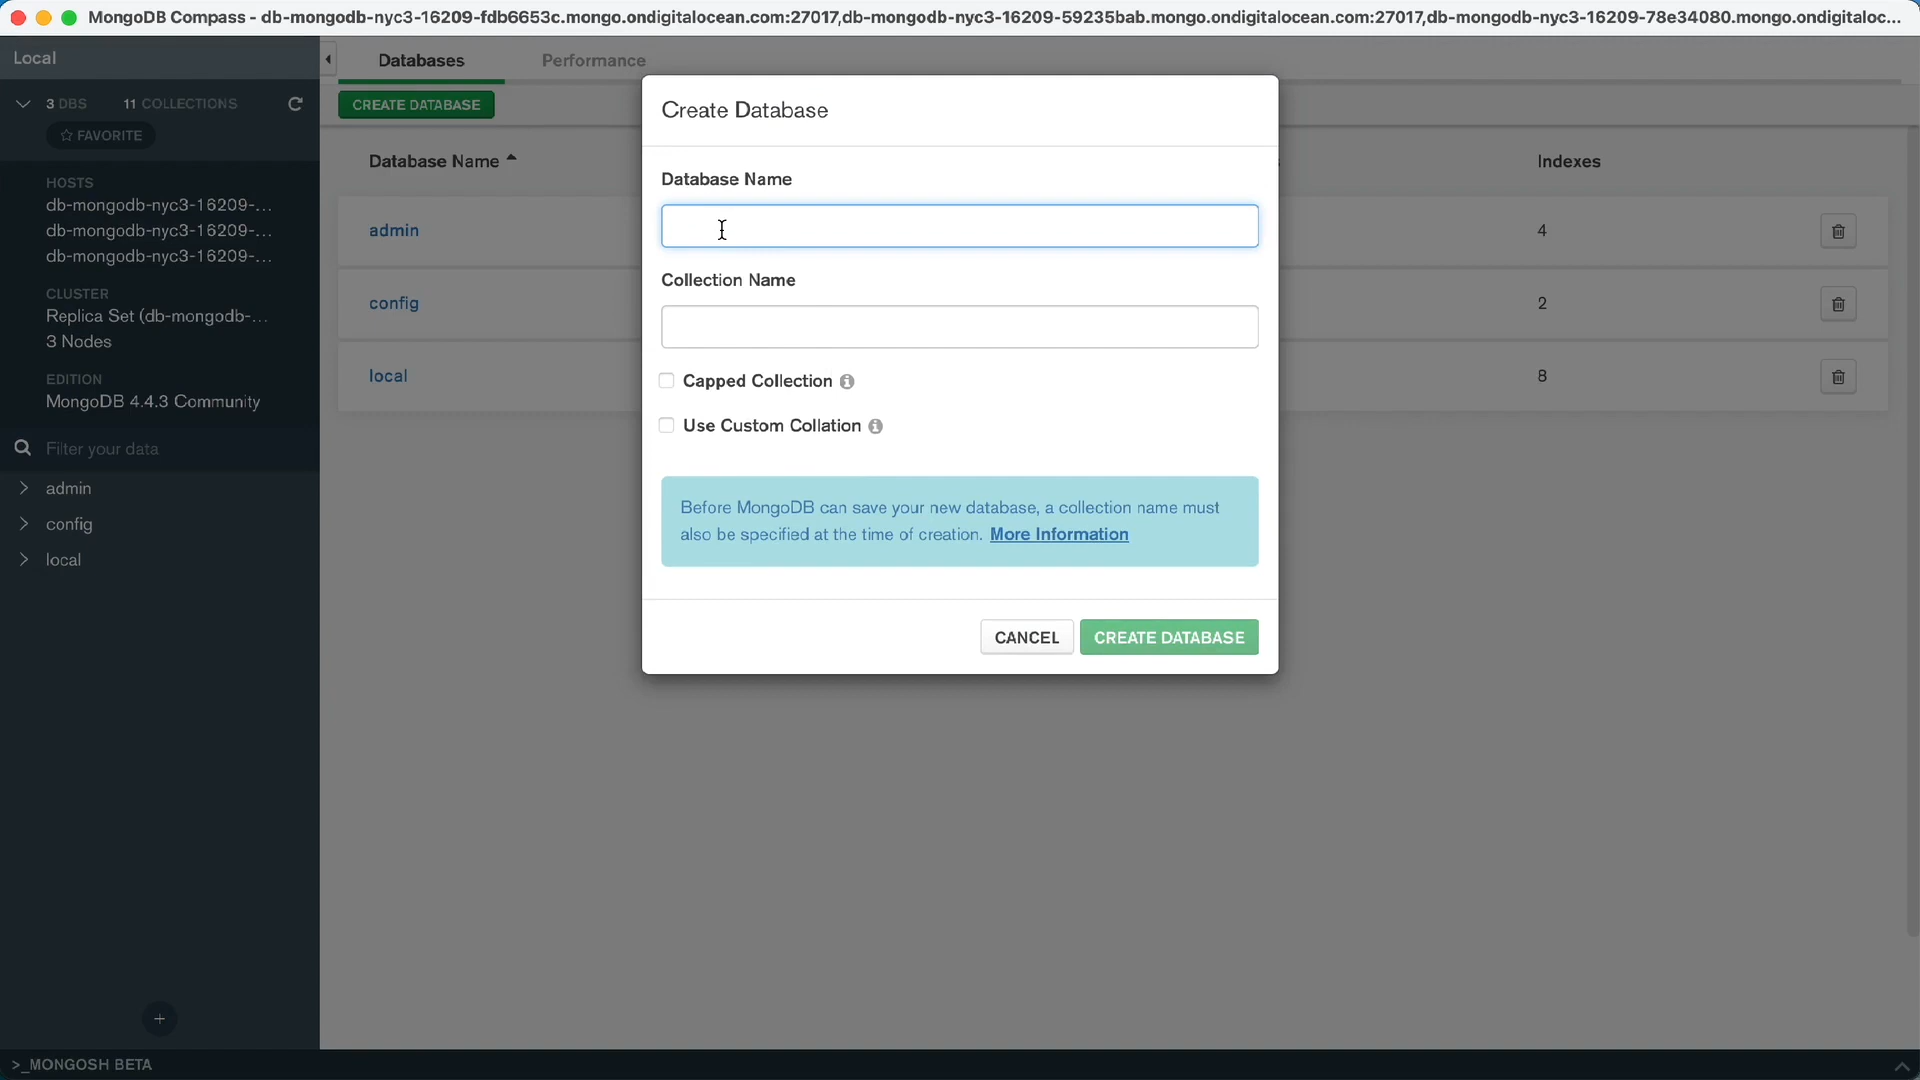 MongoDB Compass - db-mongodb-nyc3-16209-fdb6653c.mongo.ondigitalocean.com:27017,db-mongodb-nyc3-16209-59235bab.mongo.ondigitalocean.com:27017,db-mongodb-nyc3-16209-78e34080.mongo.ondigitaloc...
Local
Databases
Performance
3 DBS
11 COLLECTIONS
FAVORITE
CREATE DATABASE
HOSTS
db-mongodb-nyc3-16209-...
db-mongodb-nyc3-16209-...
db-mongodb-nyc3-16209-...
CLUSTER
Replica Set (db-mongodb-...
3 Nodes
EDITION
MongoDB 4.4.3 Community
Filter your data
admin
config
local
>_MONGOSH BETA
Database Name
Indexes
admin
4
config
2
local
8
Create Database
Database Name
Collection Name
Capped Collection
Use Custom Collation
Before MongoDB can save your new database, a collection name must
also be specified at the time of creation. More Information
CANCEL
CREATE DATABASE